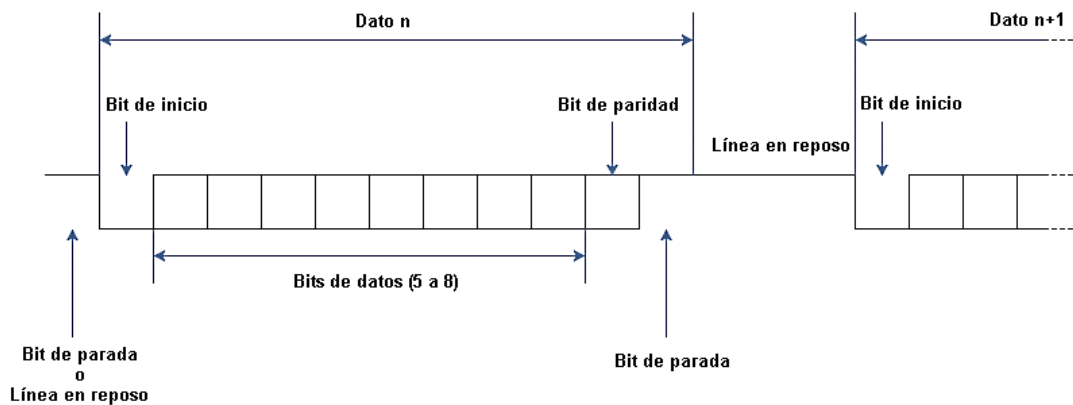 Dato n
Dato n+1
Bit de inicio
Bit de paridad
Bit de inicio
Línea en reposo
Bits de datos (5 a 8)
Bit de parada
o
Línea en reposo
Bit de parada